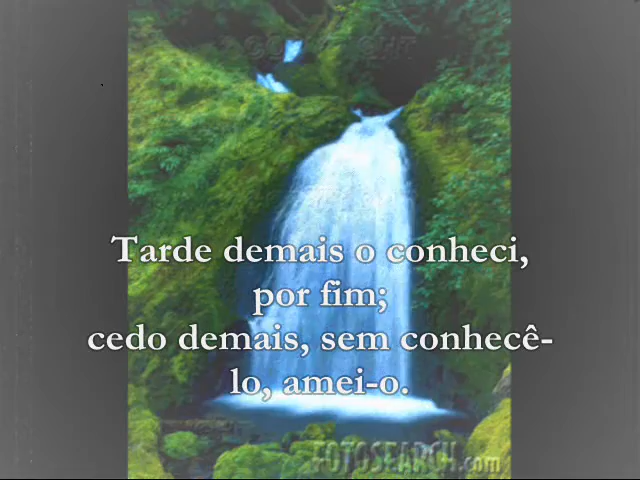 Tarde demais o conheci,
por fim;
cedo demais, sem conhecê-
lo, amei-o.
FOTOSEARCH.com